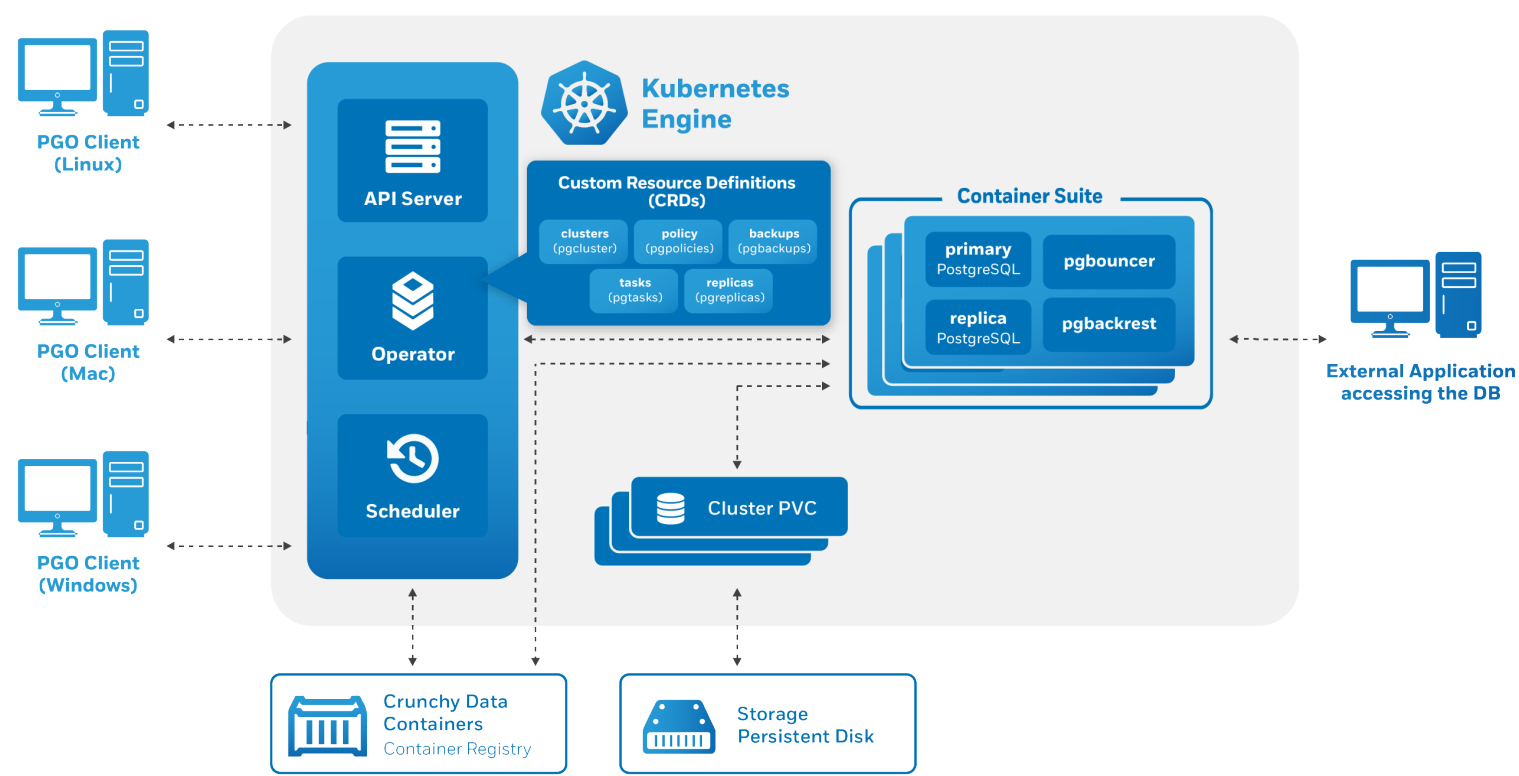 PGO Client
(Linux)
PGO Client
(Mac)
PGO Client
(Windows)
API Server
Operator
Scheduler
Kubernetes
Engine
Custom Resource Definitions
(CRDs)
clusters
(pgcluster)
policy
(pgpolicies)
backups
(pgbackups)
tasks
(pgtasks)
replicas
(pgreplicas)
Container Suite
primary
PostgreSQL
pgbouncer
replica
PostgreSQL
pgbackrest
External Application
accessing the DB
Cluster PVC
Crunchy Data
Containers
Container Registry
Storage
Persistent Disk